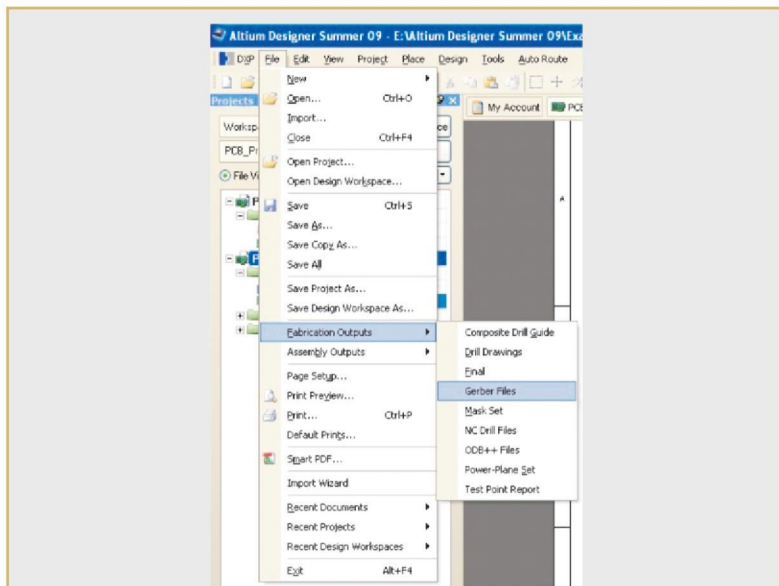 Altium Designer Summer 09 - E:\Altium Designer Summer 09\Exa
DXP File Edit View Project Place Design Tools Auto Route
Projects
My Account
PCB
Worksp
ce
PCB_Pr
File Vi
New
Open... Ctrl+O
Import...
Close Ctrl+F4
Open Project...
Open Design Workspace...
Save Ctrl+S
Save As...
Save Copy As...
Save All
Save Project As...
Save Design Workspace As...
Fabrication Outputs
Assembly Outputs
Page Setup...
Print Preview...
Print... Ctrl+P
Default Prints...
Smart PDF...
Import Wizard
Recent Documents
Recent Projects
Recent Design Workspaces
Exit Alt+F4
Composite Drill Guide
Drill Drawings
Final
Gerber Files
Mask Set
NC Drill Files
ODB++ Files
Power-Plane Set
Test Point Report
A